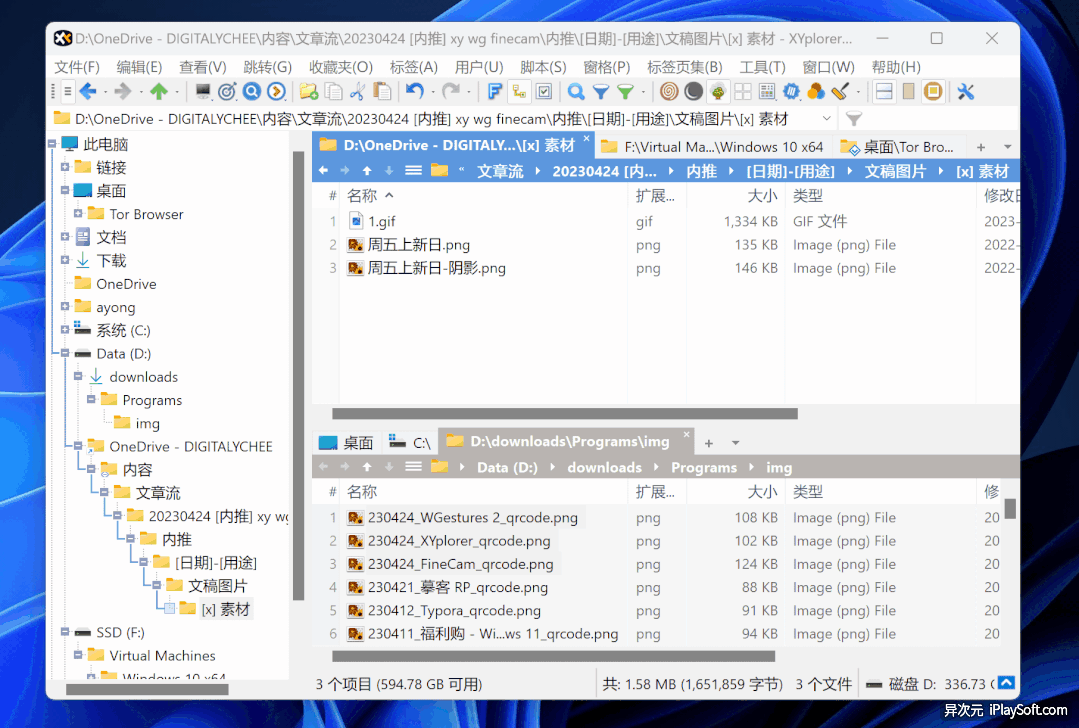 D:\OneDrive - DIGITALYCHEE\内容\文章流\20230424 [内推] xy wg finecam\内推\[日期]-[用途]\文稿图片\[x] 素材 - XYplorer...
文件(F) 编辑(E) 查看(V) 跳转(G) 收藏夹(O) 标签(A) 用户(U) 脚本(S) 窗格(P) 标签页集(B) 工具(T) 窗口(W) 帮助(H)
D:\OneDrive - DIGITALYCHEE\内容\文章流\20230424 [内推] xy wg finecam\内推\[日期]-[用途]\文稿图片\[x] 素材
此电脑
链接
桌面
Tor Browser
文档
下载
OneDrive
ayong
系统 (C:)
Data (D:)
downloads
Programs
img
OneDrive - DIGITALYCHEE
内容
文章流
20230424 [内推] xy wg
内推
[日期]-[用途]
文稿图片
[x] 素材
SSD (F:)
Virtual Machines
Windows 10 x64
D:\OneDrive - DIGITALY...\[x] 素材 F:\Virtual Ma...\Windows 10 x64 桌面\Tor Bro...
文章流 20230424 [内... 内推 [日期]-[用途] 文稿图片 [x] 素材
# 名称 扩展... 大小 类型 修改日
1 1.gif gif 1,334 KB GIF 文件 2023-
2 周五上新日.png png 135 KB Image (png) File 2022-
3 周五上新日-阴影.png png 146 KB Image (png) File 2022-
桌面 C:\ D:\downloads\Programs\img
Data (D:) downloads Programs img
# 名称 扩展... 大小 类型 修
1 230424_WGestures 2_qrcode.png png 108 KB Image (png) File 20
2 230424_XYplorer_qrcode.png png 102 KB Image (png) File 20
3 230424_FineCam_qrcode.png png 124 KB Image (png) File 20
4 230421_摹客 RP_qrcode.png png 88 KB Image (png) File 20
5 230412_Typora_qrcode.png png 91 KB Image (png) File 20
6 230411_福利购 - Wi...ws 11_qrcode.png png 94 KB Image (png) File 20
3 个项目 (594.78 GB 可用) 共: 1.58 MB (1,651,859 字节) 3 个文件 磁盘 D: 336.73
异次元 iPlaySoft.com